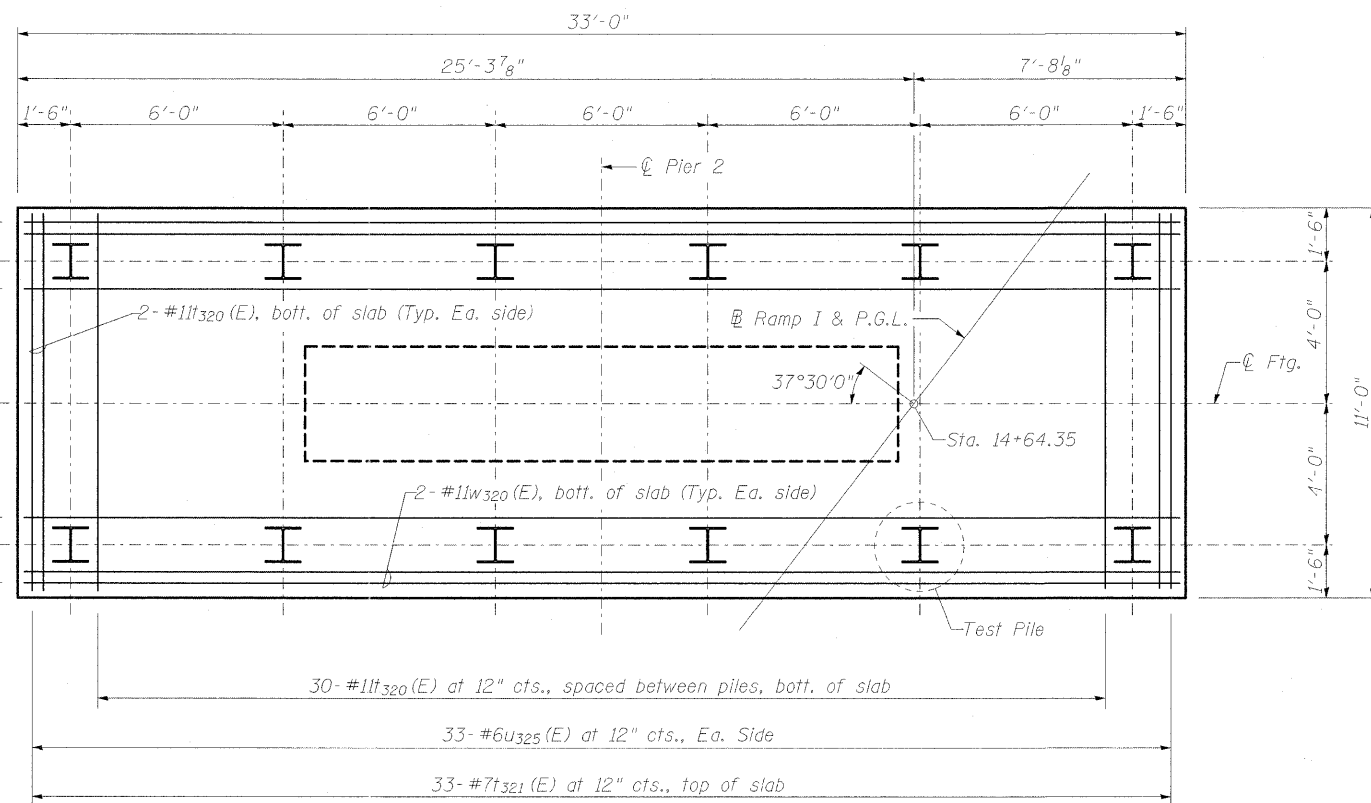 33'-0"
25'-3 7/8" 7'-8 1/8"
1'-6" 6'-0" 6'-0" 6'-0" 6'-0" 6'-0" 1'-6"
℄ Pier 2
1'-6"
2- #11t320 (E), bott. of slab (Typ. Ea. side)
B Ramp I & P.G.L.
4'-0"
℄ Ftg.
37°30'0"
11'-0"
Sta. 14+64.35
4'-0"
2- #11w320 (E), bott. of slab (Typ. Ea. side)
1'-6"
Test Pile
30- #11t320 (E) at 12" cts., spaced between piles, bott. of slab
33- #6u325 (E) at 12" cts., Ea. Side
33- #7t321 (E) at 12" cts., top of slab